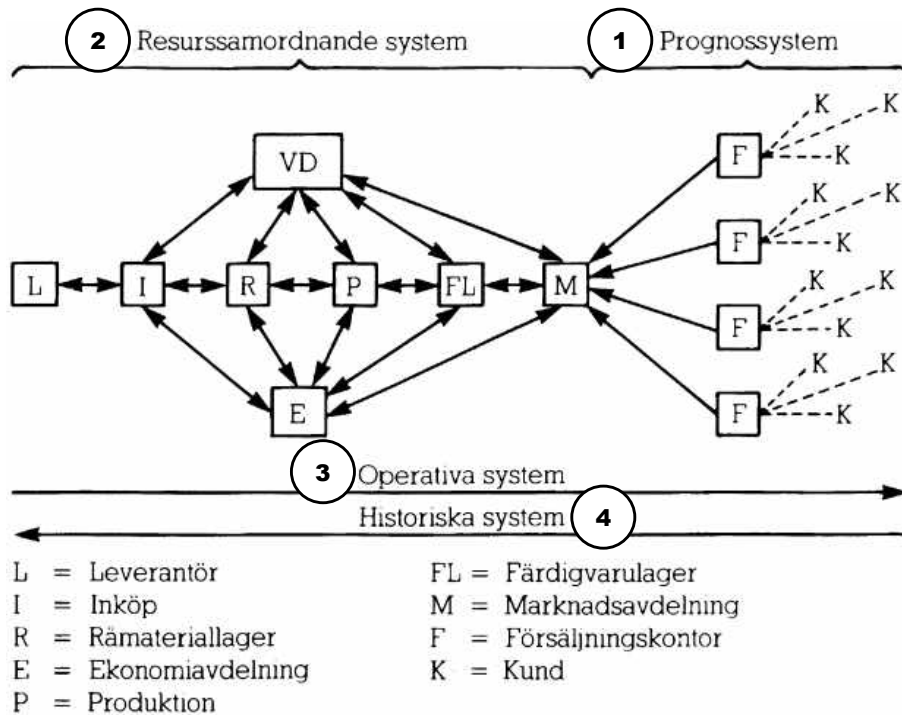 2 Resurssamordnande system 1 Prognossystem
K K
VD F K
K K
F K
L I R P FL M
K K
F K
K K
E F K
3 Operativa system
Historiska system 4
L = Leverantör
I = Inköp
R = Råmateriallager
E = Ekonomiavdelning
P = Produktion
FL = Färdigvarulager
M = Marknadsavdelning
F = Försäljningskontor
K = Kund